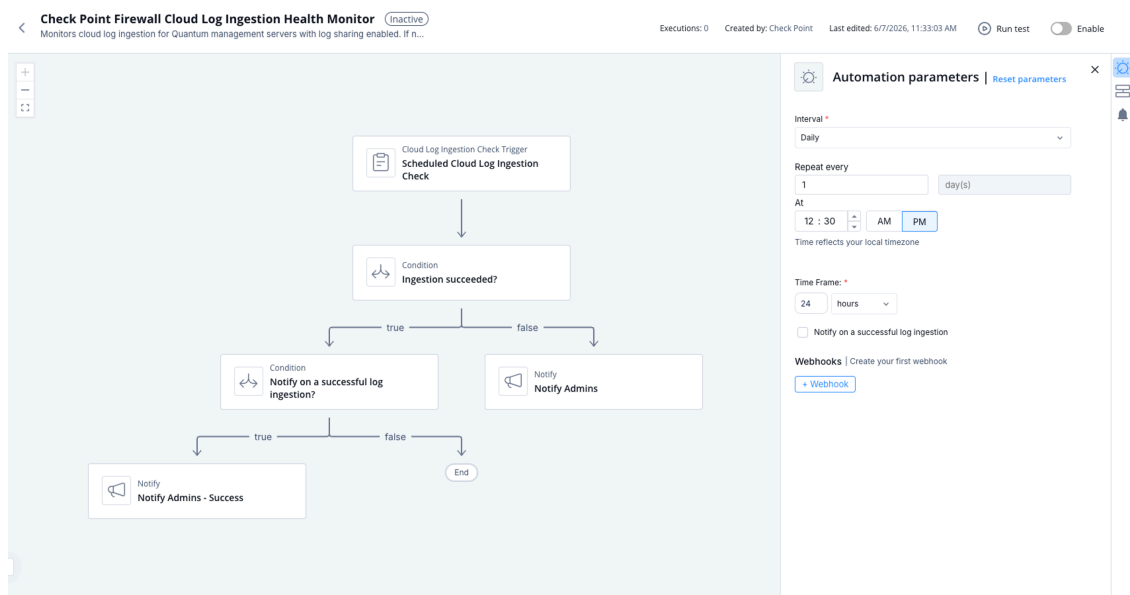 Check Point Firewall Cloud Log Ingestion Health Monitor Inactive
Monitors cloud log ingestion for Quantum management servers with log sharing enabled. If n...
Executions: 0 Created by: Check Point Last edited: 6/7/2026, 11:33:03 AM Run test Enable
Automation parameters | Reset parameters
Interval *
Daily
Repeat every
1 day(s)
At
12 : 30 AM PM
Time reflects your local timezone
Time Frame: *
24 hours
Notify on a successful log ingestion
Webhooks | Create your first webhook
+ Webhook
Cloud Log Ingestion Check Trigger
Scheduled Cloud Log Ingestion
Check
Condition
Ingestion succeeded?
true false
Condition
Notify on a successful log
ingestion?
Notify
Notify Admins
true false
Notify
Notify Admins - Success
End